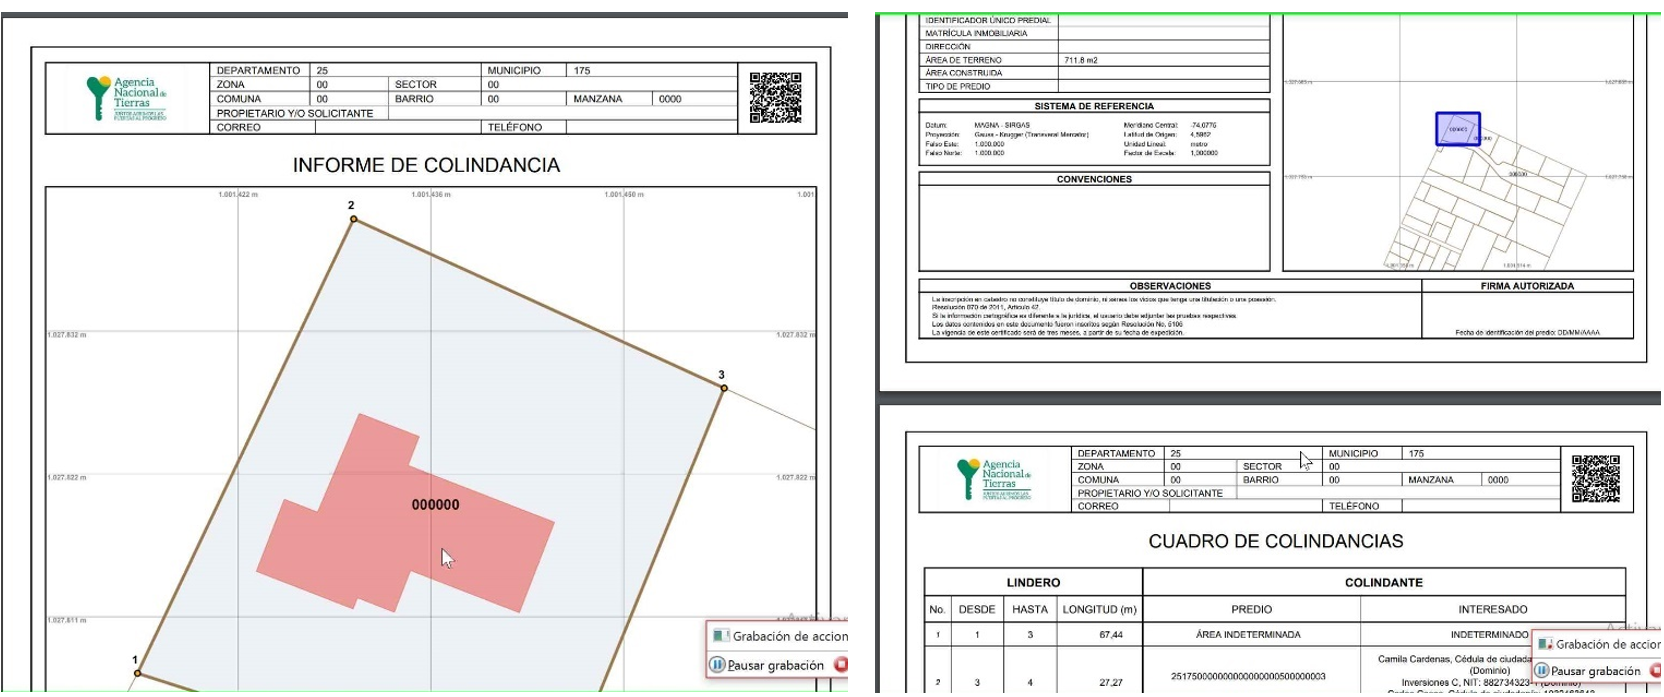 Agencia
Nacional de
Tierras
DEPARTAMENTO 25 MUNICIPIO 175
ZONA 00 SECTOR 00
COMUNA 00 BARRIO 00 MANZANA 0000
PROPIETARIO Y/O SOLICITANTE
CORREO TELÉFONO
INFORME DE COLINDANCIA
1.001.422 m 1.001.436 m 1.001.450 m 1.001
2
1.027.832 m 1.027.832 m
3
1.027.822 m 1.027.822 m
000000
1.027.811 m
1
Grabación de accion
Pausar grabación
IDENTIFICADOR ÚNICO PREDIAL
MATRÍCULA INMOBILIARIA
DIRECCIÓN
ÁREA DE TERRENO 711.8 m2
ÁREA CONSTRUIDA
TIPO DE PREDIO
SISTEMA DE REFERENCIA
Datum: MAGNA - SIRGAS Meridiano Central: -74,0775
Proyección: Gauss - Krugger (Transversal Mercator) Latitud de Origen: 4,5962
Falso Este: 1.000.000 Unidad Lineal: metro
Falso Norte: 1.000.000 Factor de Escala: 1,000000
CONVENCIONES
000000
000000
OBSERVACIONES FIRMA AUTORIZADA
La inscripción en catastro no constituye título de dominio, ni sanea los vicios que tenga una titulación o una posesión.
Resolución 070 de 2011, Artículo 42.
Si la información cartográfica es diferente a la jurídica, el usuario debe adjuntar las pruebas respectivas.
Los datos contenidos en este documento fueron inscritos según Resolución No. 5106
La vigencia de este certificado será de tres meses, a partir de su fecha de expedición.
Fecha de identificación del predio: DD/MM/AAAA
Agencia
Nacional de
Tierras
DEPARTAMENTO 25 MUNICIPIO 175
ZONA 00 SECTOR 00
COMUNA 00 BARRIO 00 MANZANA 0000
PROPIETARIO Y/O SOLICITANTE
CORREO TELÉFONO
CUADRO DE COLINDANCIAS
LINDERO COLINDANTE
No. DESDE HASTA LONGITUD (m) PREDIO INTERESADO
1 1 3 67,44 ÁREA INDETERMINADA INDETERMINADO
Camila Cardenas, Cédula de ciudada
(Dominio)
2 3 4 27,27 Inversiones C, NIT: 882734323-1
Grabación de accion
Pausar grabación